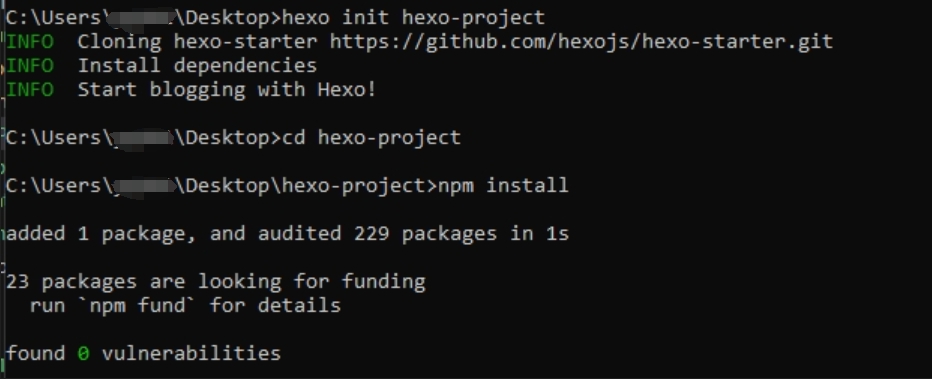 C:\Users\ \Desktop>hexo init hexo-project
INFO  Cloning hexo-starter https://github.com/hexojs/hexo-starter.git
INFO  Install dependencies
INFO  Start blogging with Hexo!
C:\Users\ \Desktop>cd hexo-project
C:\Users\ \Desktop\hexo-project>npm install
added 1 package, and audited 229 packages in 1s
23 packages are looking for funding
  run `npm fund` for details
found 0 vulnerabilities